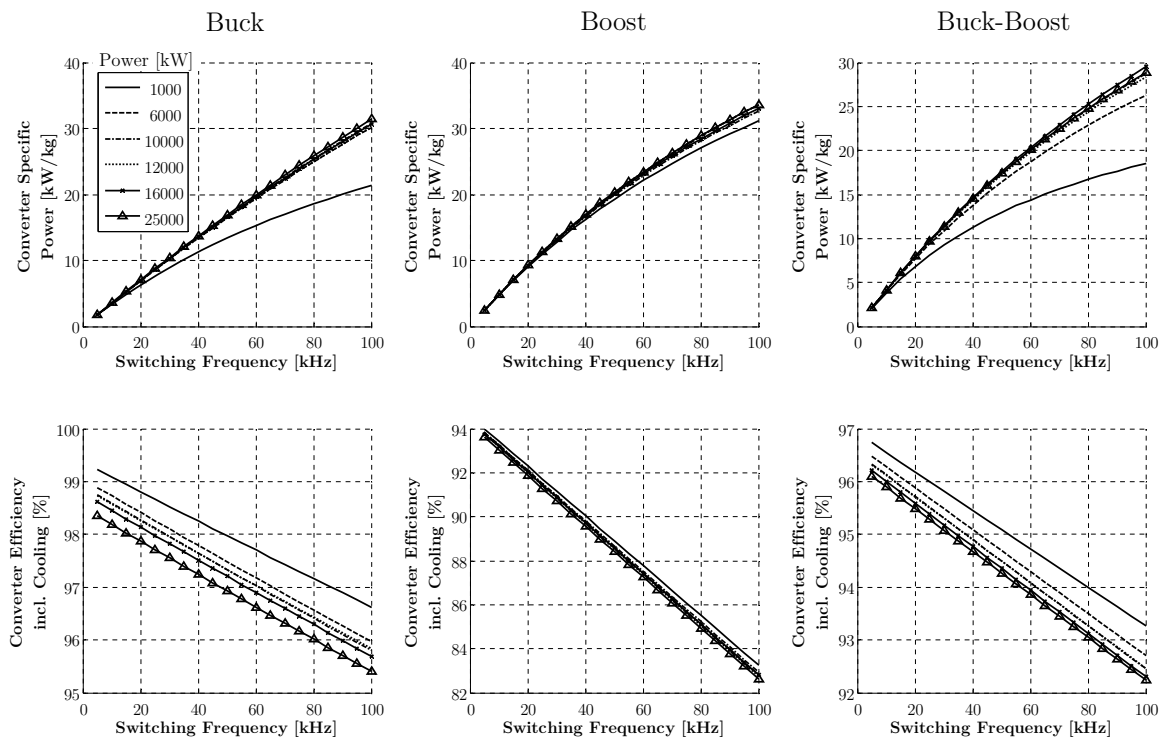 Buck
Boost
Buck-Boost
Power [kW]
1000
6000
10000
12000
16000
25000
Converter Specific
Power [kW/kg]
40
30
20
10
0
0 20 40 60 80 100
Switching Frequency [kHz]
Converter Specific
Power [kW/kg]
40
30
20
10
0
0 20 40 60 80 100
Switching Frequency [kHz]
Converter Specific
Power [kW/kg]
30
25
20
15
10
5
0
0 20 40 60 80 100
Switching Frequency [kHz]
Converter Efficiency
incl. Cooling [%]
100
99
98
97
96
95
0 20 40 60 80 100
Switching Frequency [kHz]
Converter Efficiency
incl. Cooling [%]
94
92
90
88
86
84
82
0 20 40 60 80 100
Switching Frequency [kHz]
Converter Efficiency
incl. Cooling [%]
97
96
95
94
93
92
0 20 40 60 80 100
Switching Frequency [kHz]